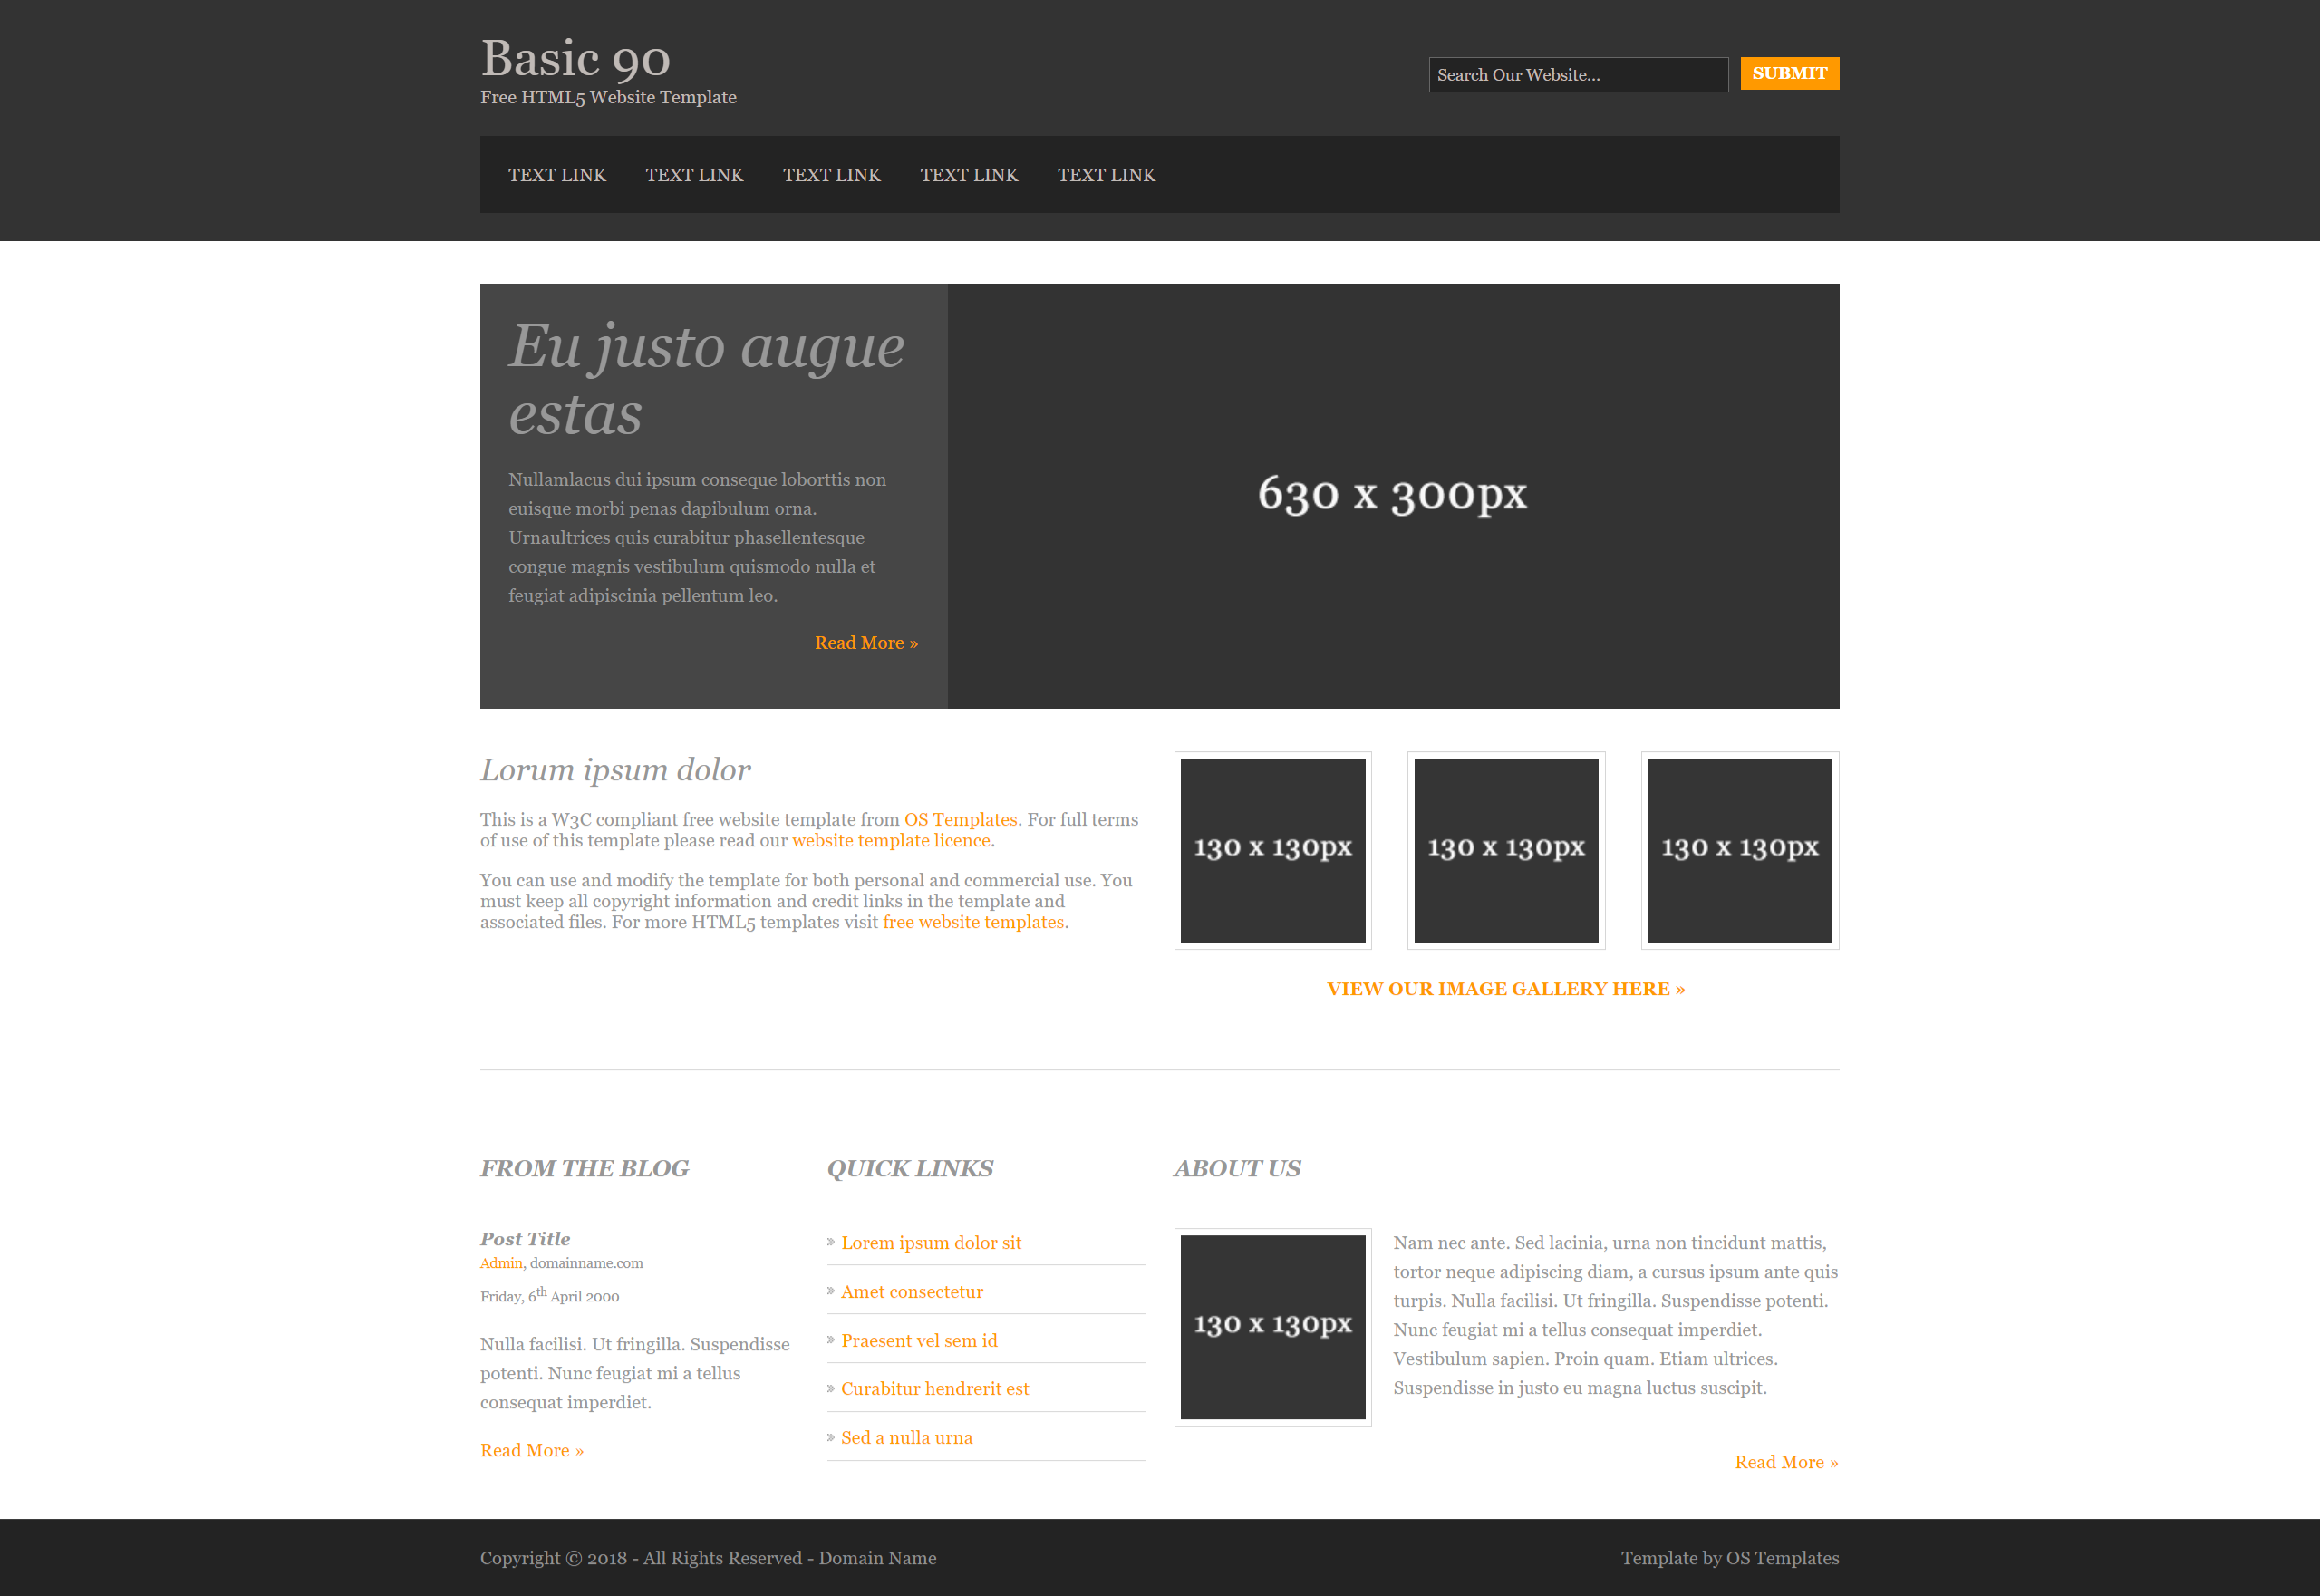 Basic 90
Free HTML5 Website Template
Search Our Website...
SUBMIT
TEXT LINK TEXT LINK TEXT LINK TEXT LINK TEXT LINK
Eu justo augue
estas
Nullamlacus dui ipsum conseque loborttis non
euisque morbi penas dapibulum orna.
Urnaultrices quis curabitur phasellentesque
congue magnis vestibulum quismodo nulla et
feugiat adipiscinia pellentum leo.
Read More »
630 x 300px
Lorum ipsum dolor
This is a W3C compliant free website template from OS Templates. For full terms
of use of this template please read our website template licence.
You can use and modify the template for both personal and commercial use. You
must keep all copyright information and credit links in the template and
associated files. For more HTML5 templates visit free website templates.
130 x 130px
130 x 130px
130 x 130px
VIEW OUR IMAGE GALLERY HERE »
FROM THE BLOG
Post Title
Admin, domainname.com
Friday, 6th April 2000
Nulla facilisi. Ut fringilla. Suspendisse
potenti. Nunc feugiat mi a tellus
consequat imperdiet.
Read More »
QUICK LINKS
» Lorem ipsum dolor sit
» Amet consectetur
» Praesent vel sem id
» Curabitur hendrerit est
» Sed a nulla urna
ABOUT US
130 x 130px
Nam nec ante. Sed lacinia, urna non tincidunt mattis,
tortor neque adipiscing diam, a cursus ipsum ante quis
turpis. Nulla facilisi. Ut fringilla. Suspendisse potenti.
Nunc feugiat mi a tellus consequat imperdiet.
Vestibulum sapien. Proin quam. Etiam ultrices.
Suspendisse in justo eu magna luctus suscipit.
Read More »
Copyright © 2018 - All Rights Reserved - Domain Name
Template by OS Templates